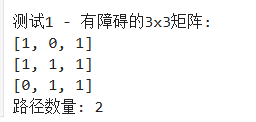 测试1 - 有障碍的3x3矩阵:
[1, 0, 1]
[1, 1, 1]
[0, 1, 1]
路径数量: 2